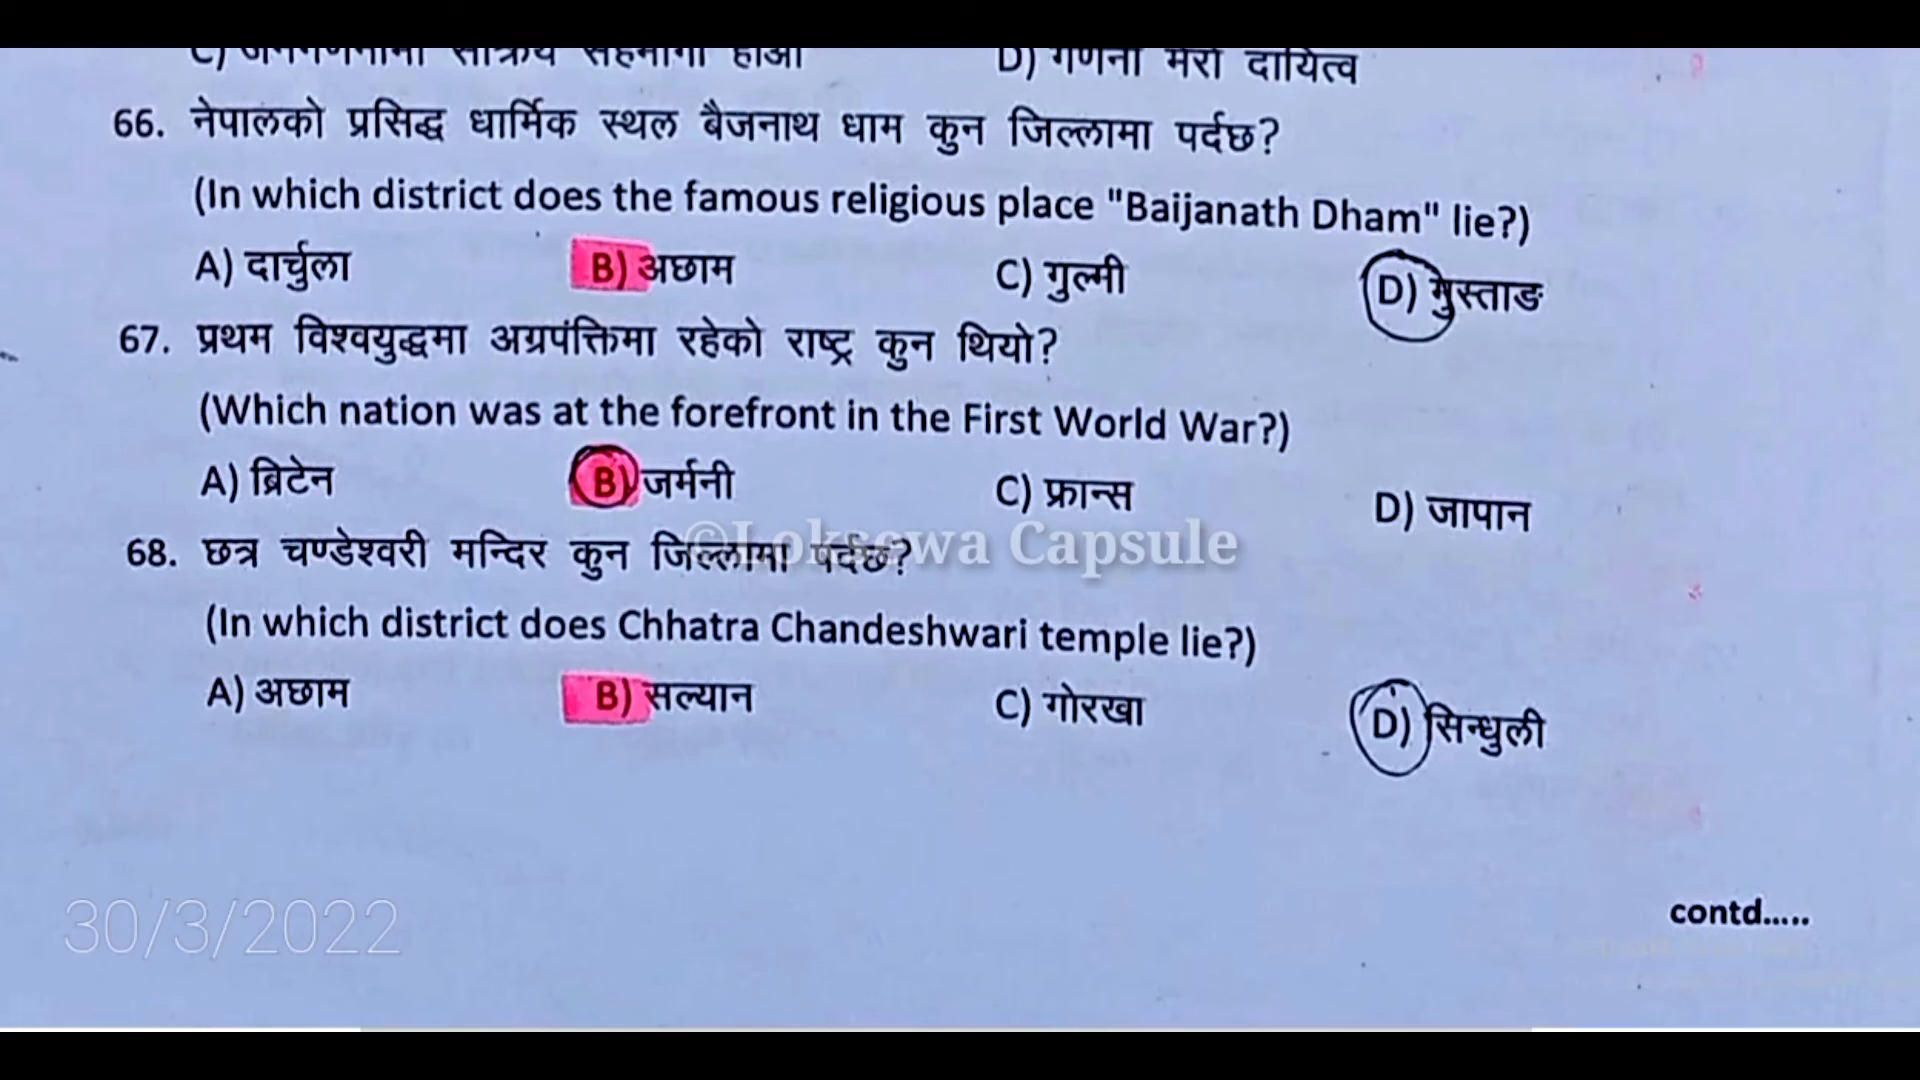 C) जनगणनामा सक्रिय सहभागी होऔं D) गणना मेरो दायित्व
66. नेपालको प्रसिद्ध धार्मिक स्थल बैजनाथ धाम कुन जिल्लामा पर्दछ?
(In which district does the famous religious place "Baijanath Dham" lie?)
A) दार्चुला B) अछाम C) गुल्मी D) मुस्ताङ
67. प्रथम विश्वयुद्धमा अग्रपंक्तिमा रहेको राष्ट्र कुन थियो?
(Which nation was at the forefront in the First World War?)
A) ब्रिटेन B) जर्मनी C) फ्रान्स D) जापान
©Loksewa Capsule
68. छत्र चण्डेश्वरी मन्दिर कुन जिल्लामा पर्दछ?
(In which district does Chhatra Chandeshwari temple lie?)
A) अछाम B) सल्यान C) गोरखा D) सिन्धुली
30/3/2022
contd.....